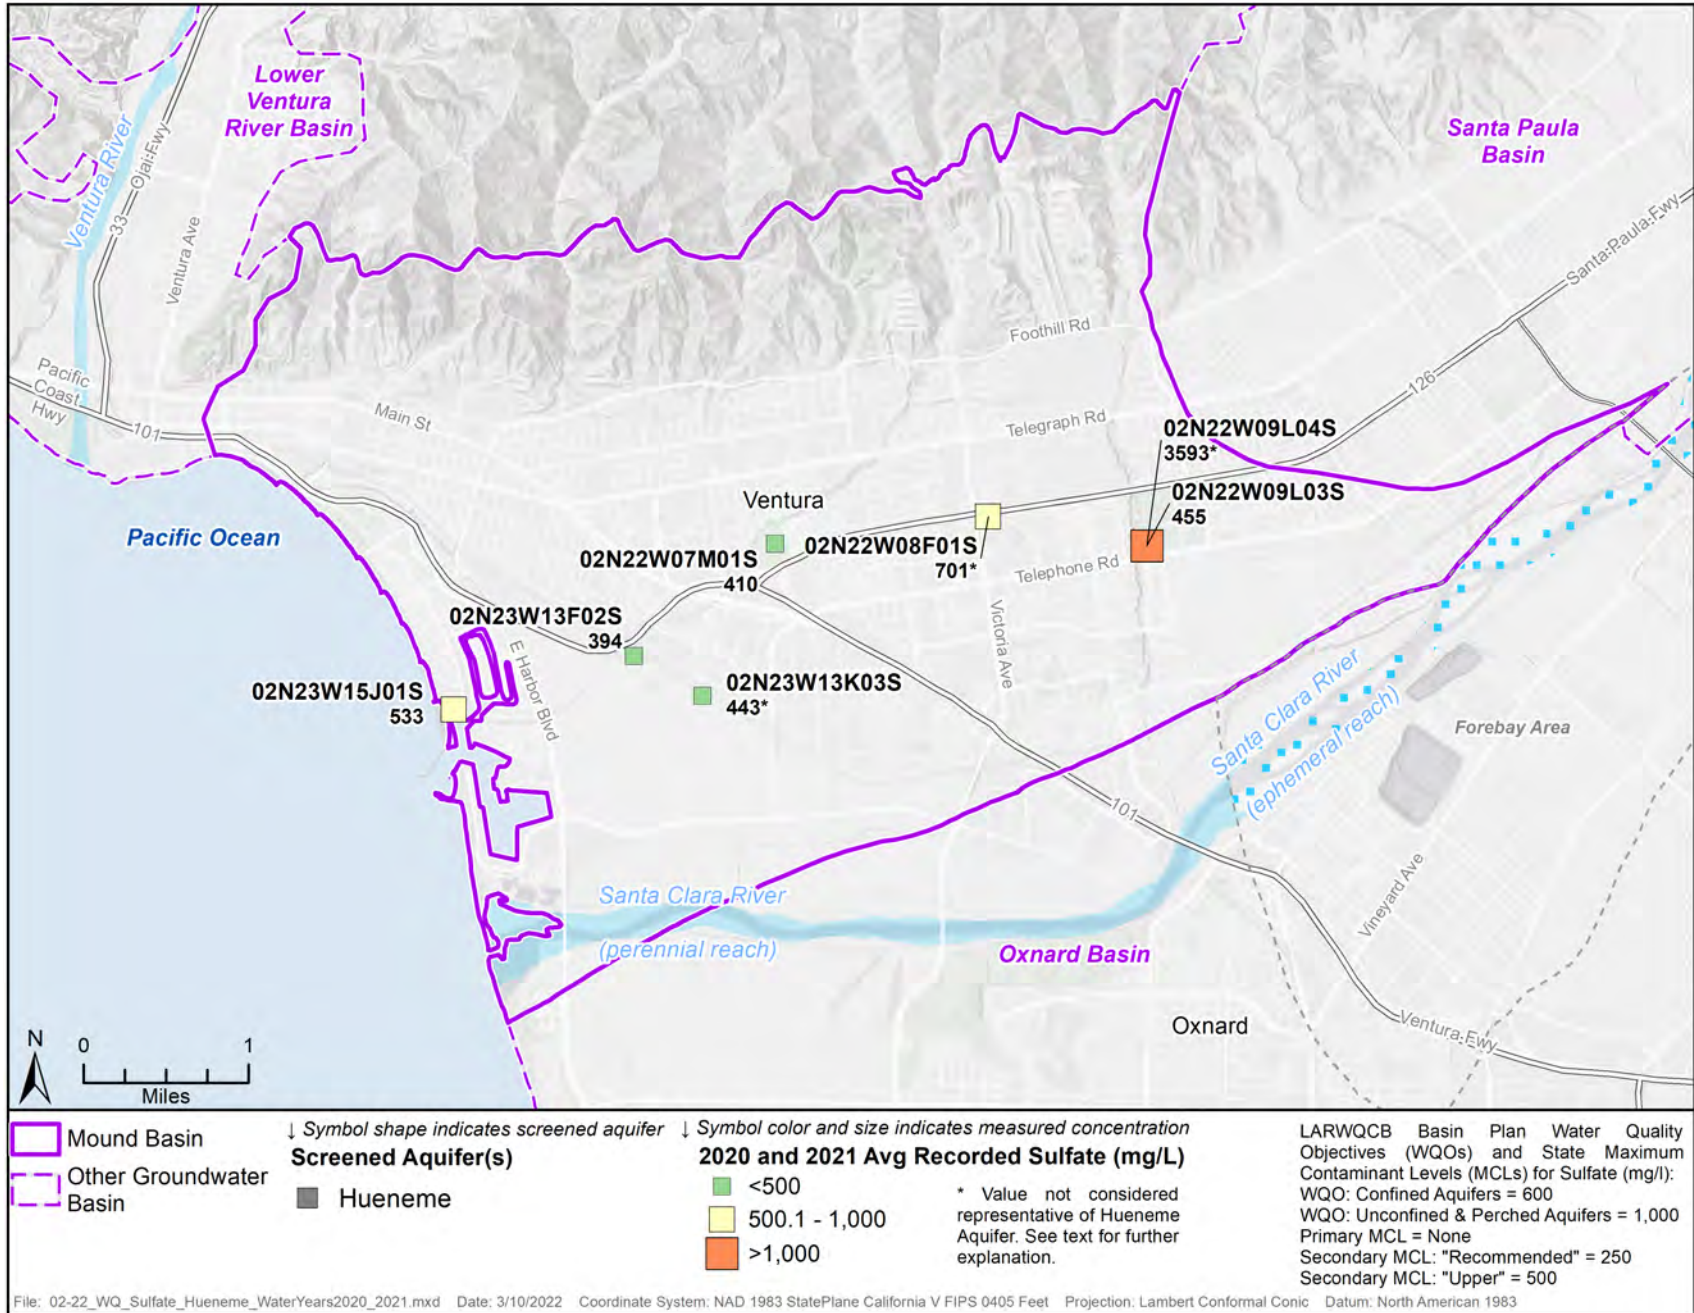 Lower
Ventura
River Basin
Santa Paula
Basin
Ventura River
33
Ojai Fwy
Ventura Ave
Santa Paula Fwy
Foothill Rd
Pacific
Coast
Hwy
101
Main St
126
Telegraph Rd
02N22W09L04S
3593*
02N22W09L03S
455
Ventura
Pacific Ocean
02N22W07M01S
410
02N22W08F01S
701*
Telephone Rd
02N23W13F02S
394
Victoria Ave
E Harbor Blvd
02N23W13K03S
443*
02N23W15J01S
533
Santa Clara River
(ephemeral reach)
Forebay Area
101
Vineyard Ave
Santa Clara River
(perennial reach)
Oxnard Basin
Oxnard
Ventura Fwy
N
0 1
Miles
Mound Basin
Other Groundwater
Basin
↓ Symbol shape indicates screened aquifer
Screened Aquifer(s)
Hueneme
↓ Symbol color and size indicates measured concentration
2020 and 2021 Avg Recorded Sulfate (mg/L)
<500
500.1 - 1,000
>1,000
* Value not considered
representative of Hueneme
Aquifer. See text for further
explanation.
LARWQCB Basin Plan Water Quality
Objectives (WQOs) and State Maximum
Contaminant Levels (MCLs) for Sulfate (mg/l):
WQO: Confined Aquifers = 600
WQO: Unconfined & Perched Aquifers = 1,000
Primary MCL = None
Secondary MCL: "Recommended" = 250
Secondary MCL: "Upper" = 500
File: 02-22_WQ_Sulfate_Hueneme_WaterYears2020_2021.mxd Date: 3/10/2022 Coordinate System: NAD 1983 StatePlane California V FIPS 0405 Feet Projection: Lambert Conformal Conic Datum: North American 1983